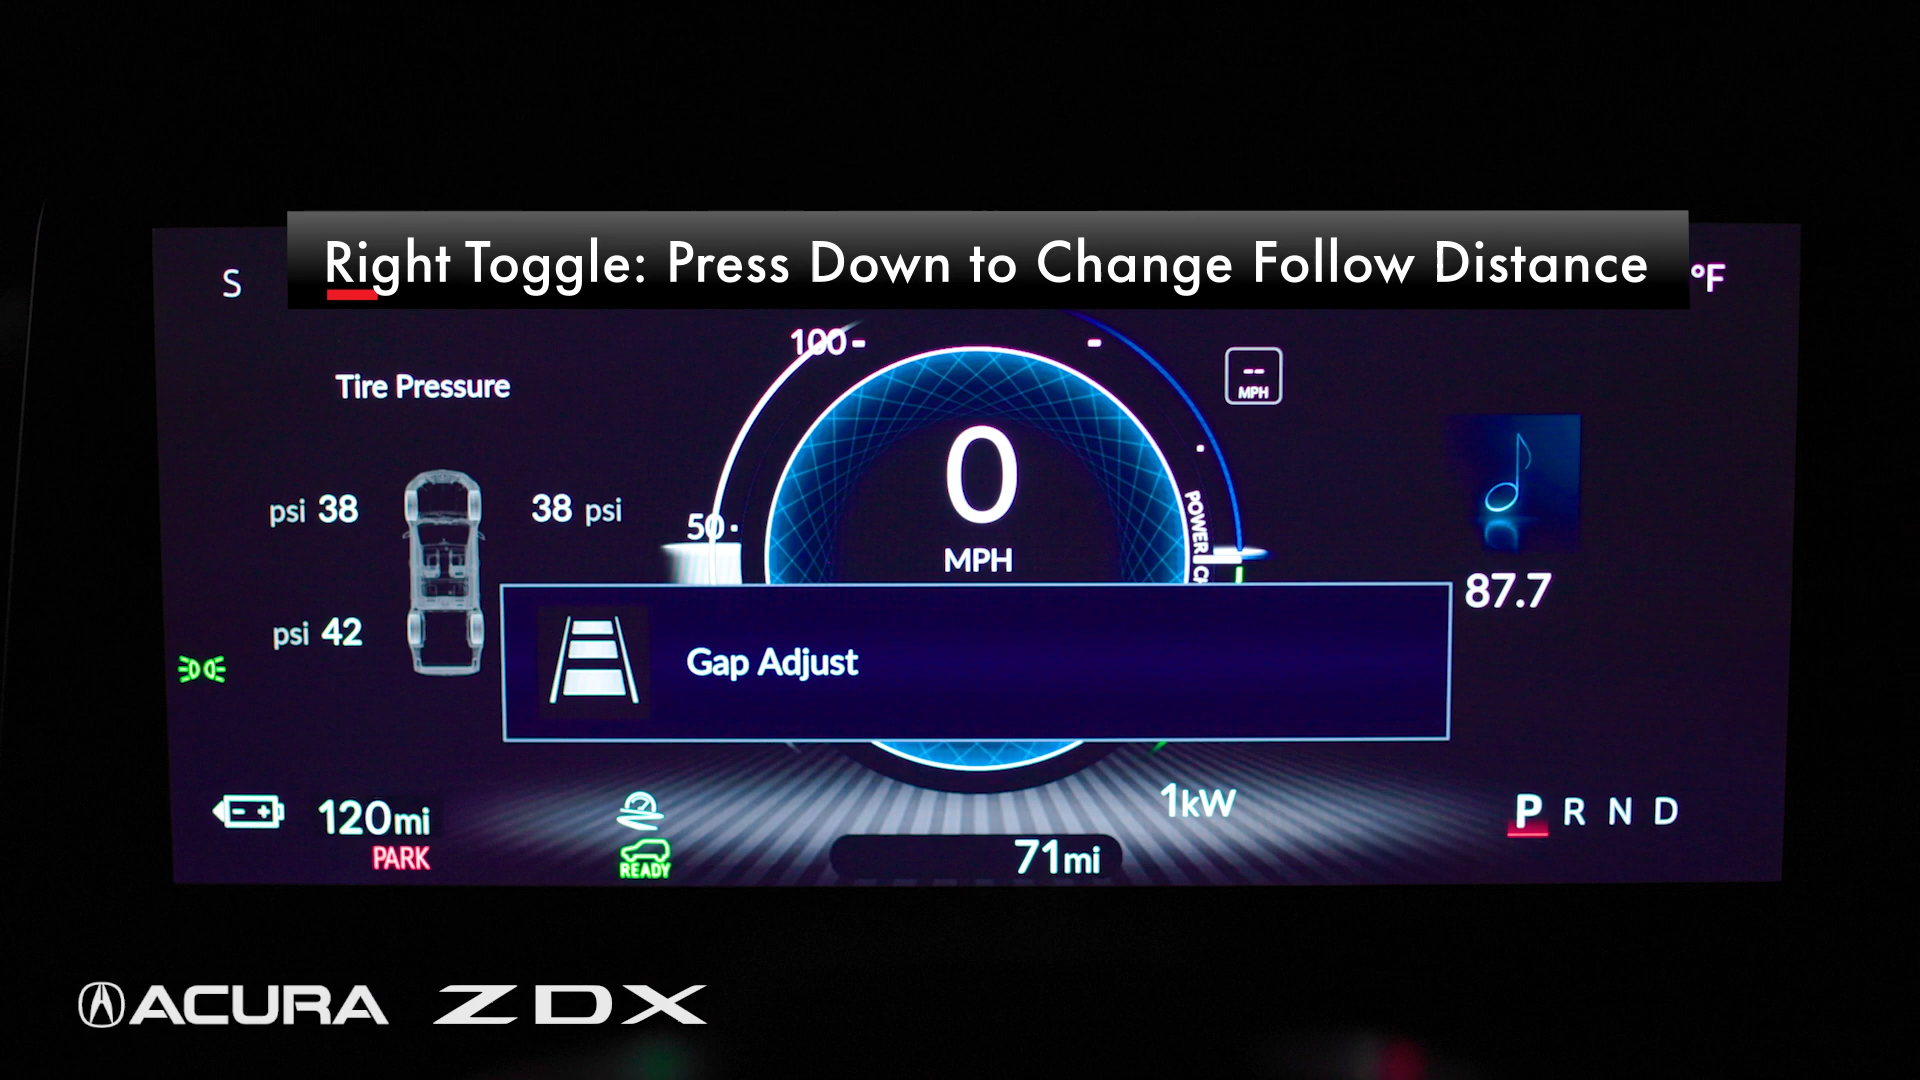 Right Toggle: Press Down to Change Follow Distance
S
°F
100
-- MPH
Tire Pressure
psi 38
38 psi
50
0
MPH
POWER
87.7
psi 42
Gap Adjust
120mi
PARK
READY
1kW
71mi
P R N D
ACURA ZDX